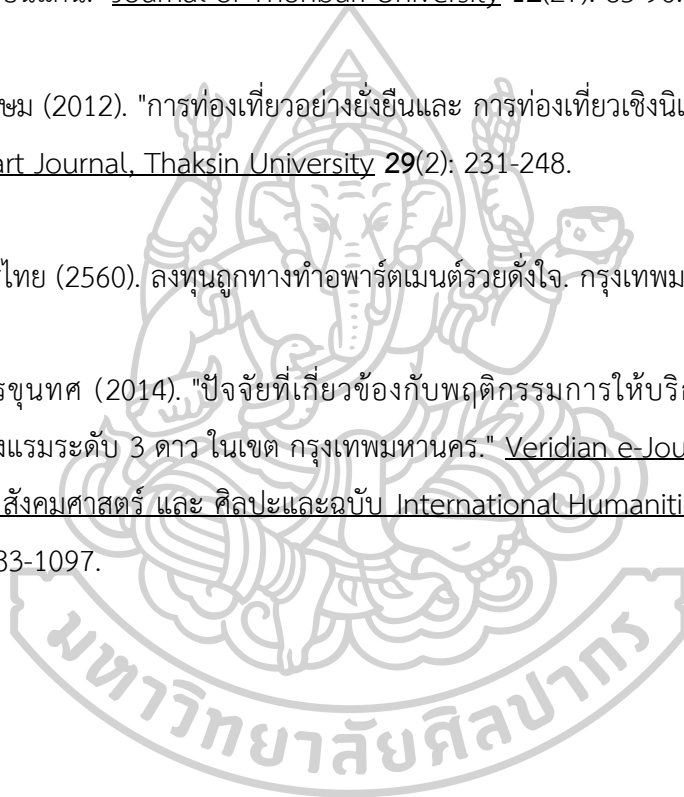 Journal of Thonburi University
ษม (2012). "การท่องเที่ยวอย่างยั่งยืนและ การท่องเที่ยวเชิงนิเ
art Journal, Thaksin University 29(2): 231-248.
ไทย (2560). ลงทุนถูกทางทำอพาร์ตเมนต์รวยดั่งใจ. กรุงเทพม
รขุนทศ (2014). "ปัจจัยที่เกี่ยวข้องกับพฤติกรรมการให้บริก
งแรมระดับ 3 ดาว ในเขต กรุงเทพมหานคร." Veridian e-Jou
สังคมศาสตร์ และ ศิลปะและฉบับ International Humaniti
83-1097.
มหาวิทยาลัยศิลปากร